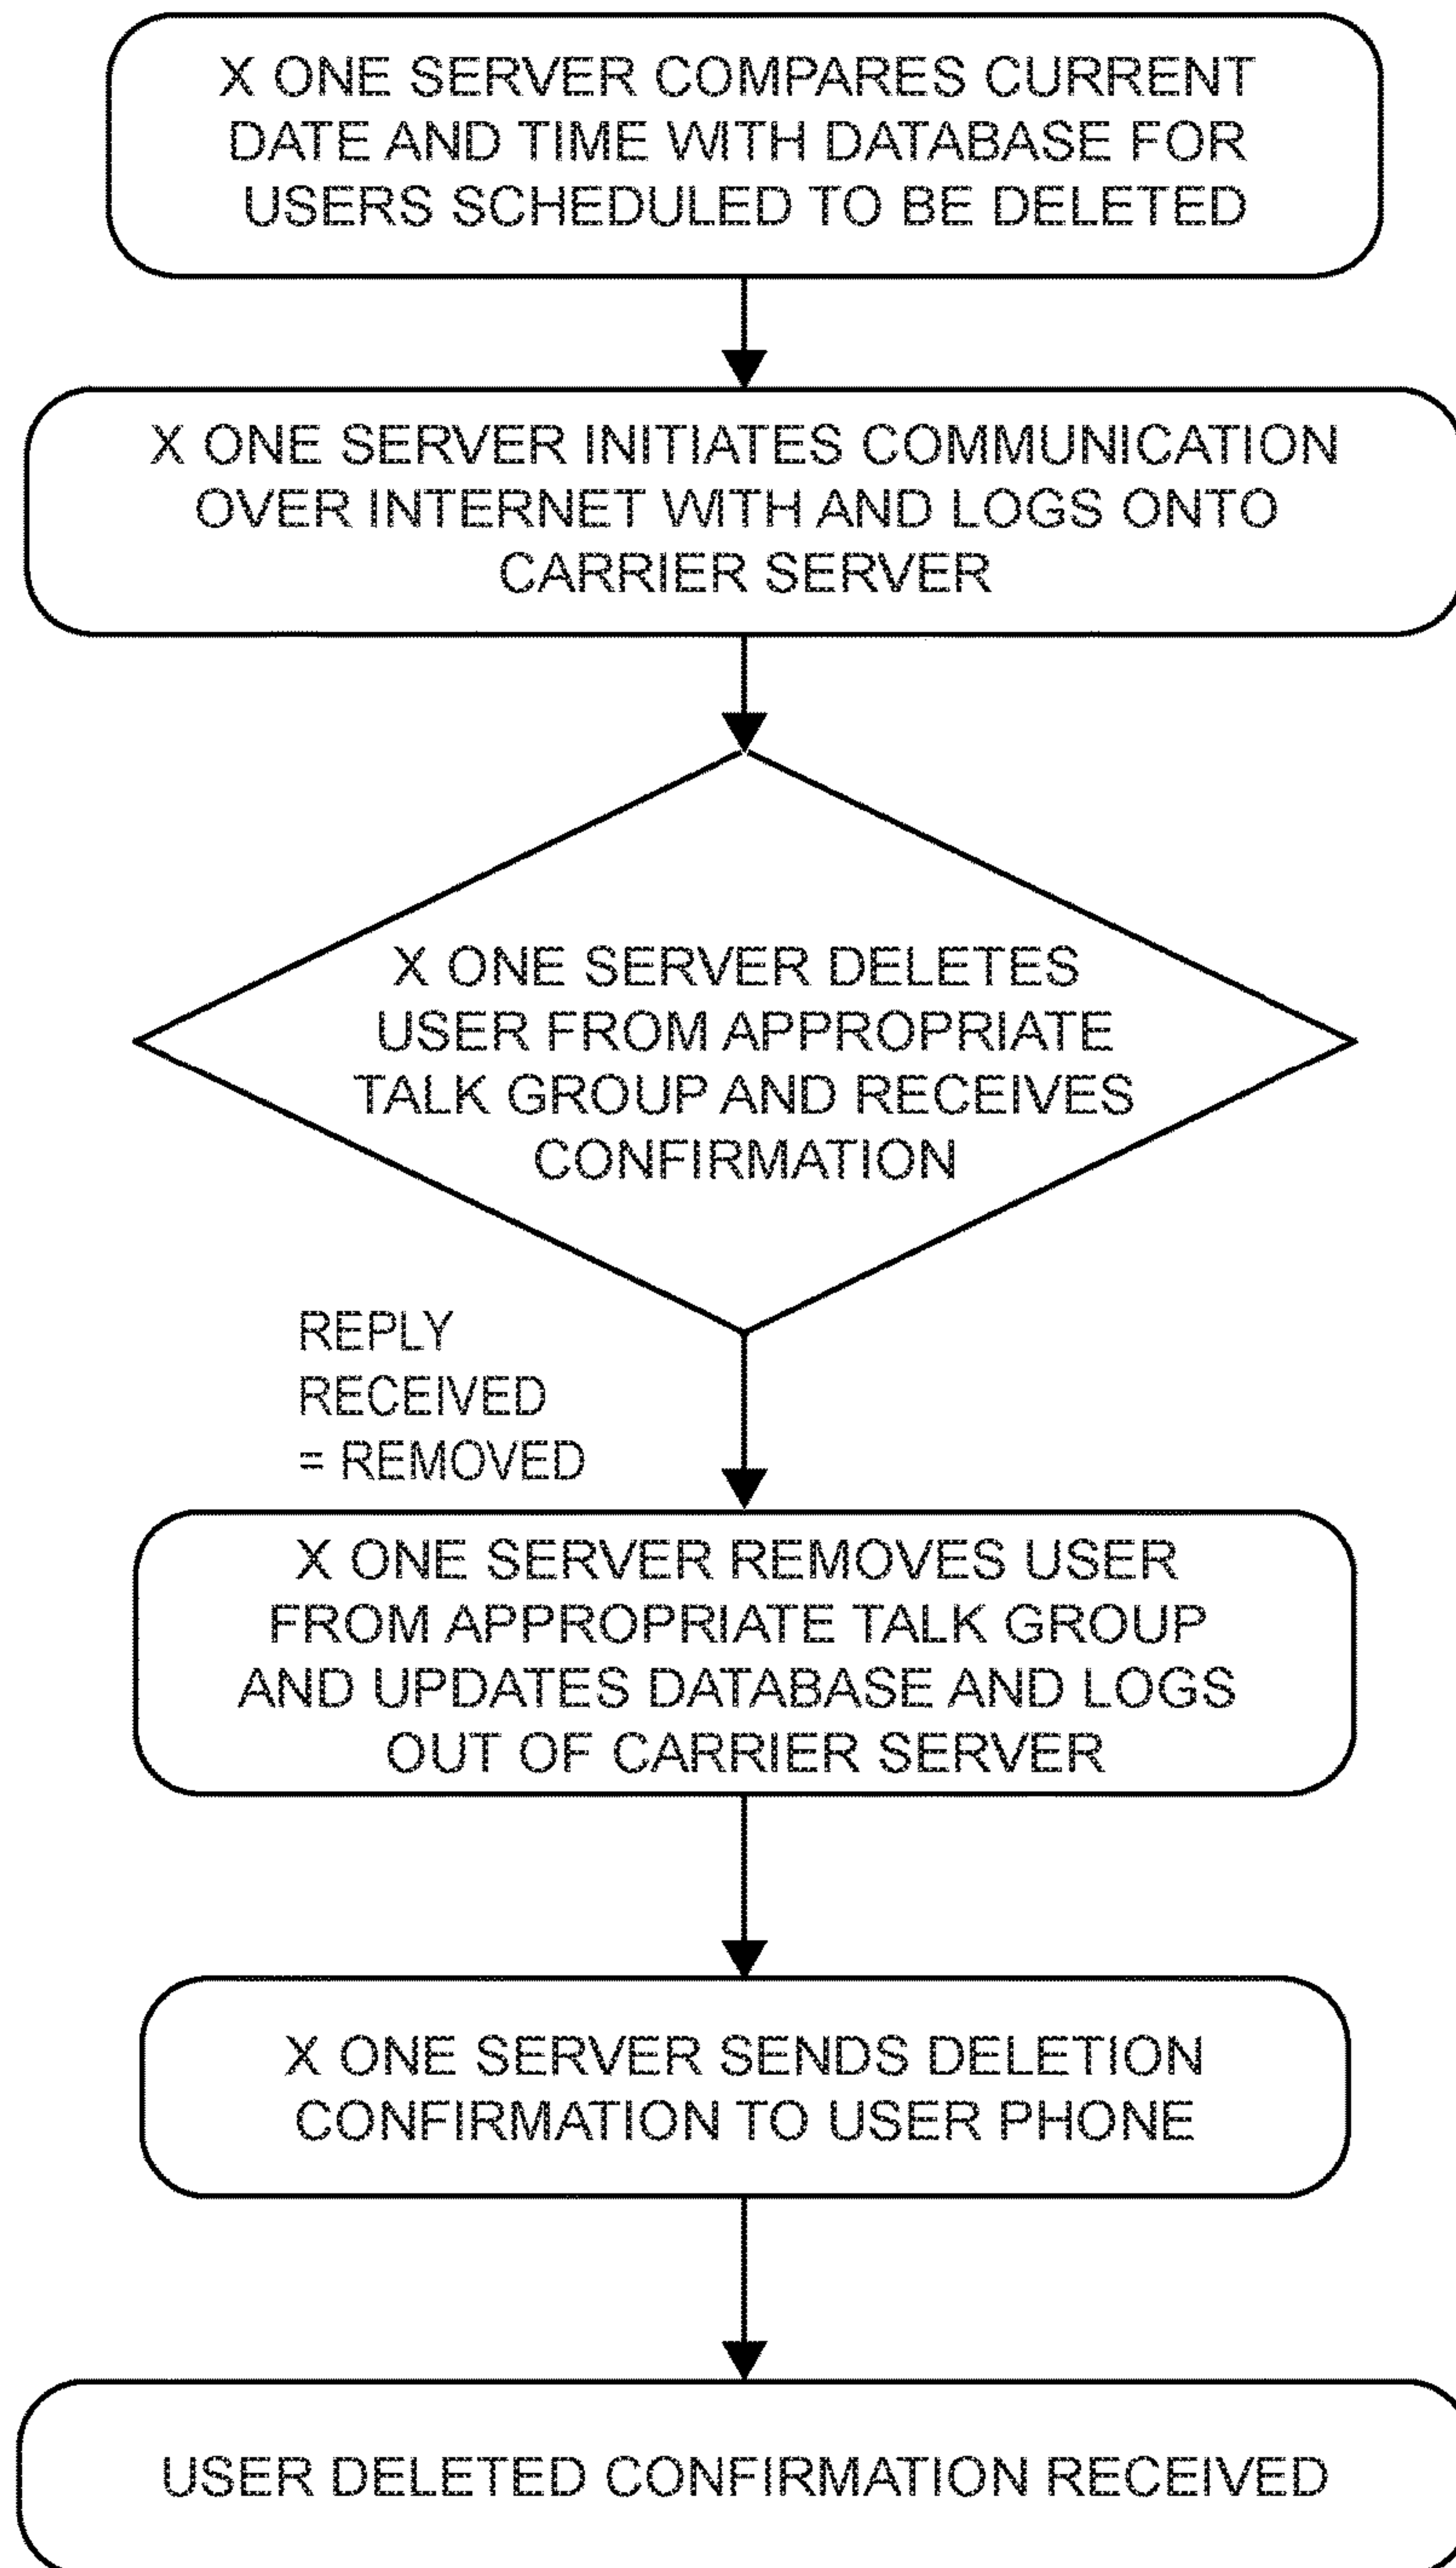 X ONE SERVER COMPARES CURRENT
DATE AND TIME WITH DATABASE FOR
USERS SCHEDULED TO BE DELETED
X ONE SERVER INITIATES COMMUNICATION
OVER INTERNET WITH AND LOGS ONTO
CARRIER SERVER
X ONE SERVER DELETES
USER FROM APPROPRIATE
TALK GROUP AND RECEIVES
CONFIRMATION
REPLY
RECEIVED
= REMOVED
X ONE SERVER REMOVES USER
FROM APPROPRIATE TALK GROUP
AND UPDATES DATABASE AND LOGS
OUT OF CARRIER SERVER
X ONE SERVER SENDS DELETION
CONFIRMATION TO USER PHONE
USER DELETED CONFIRMATION RECEIVED